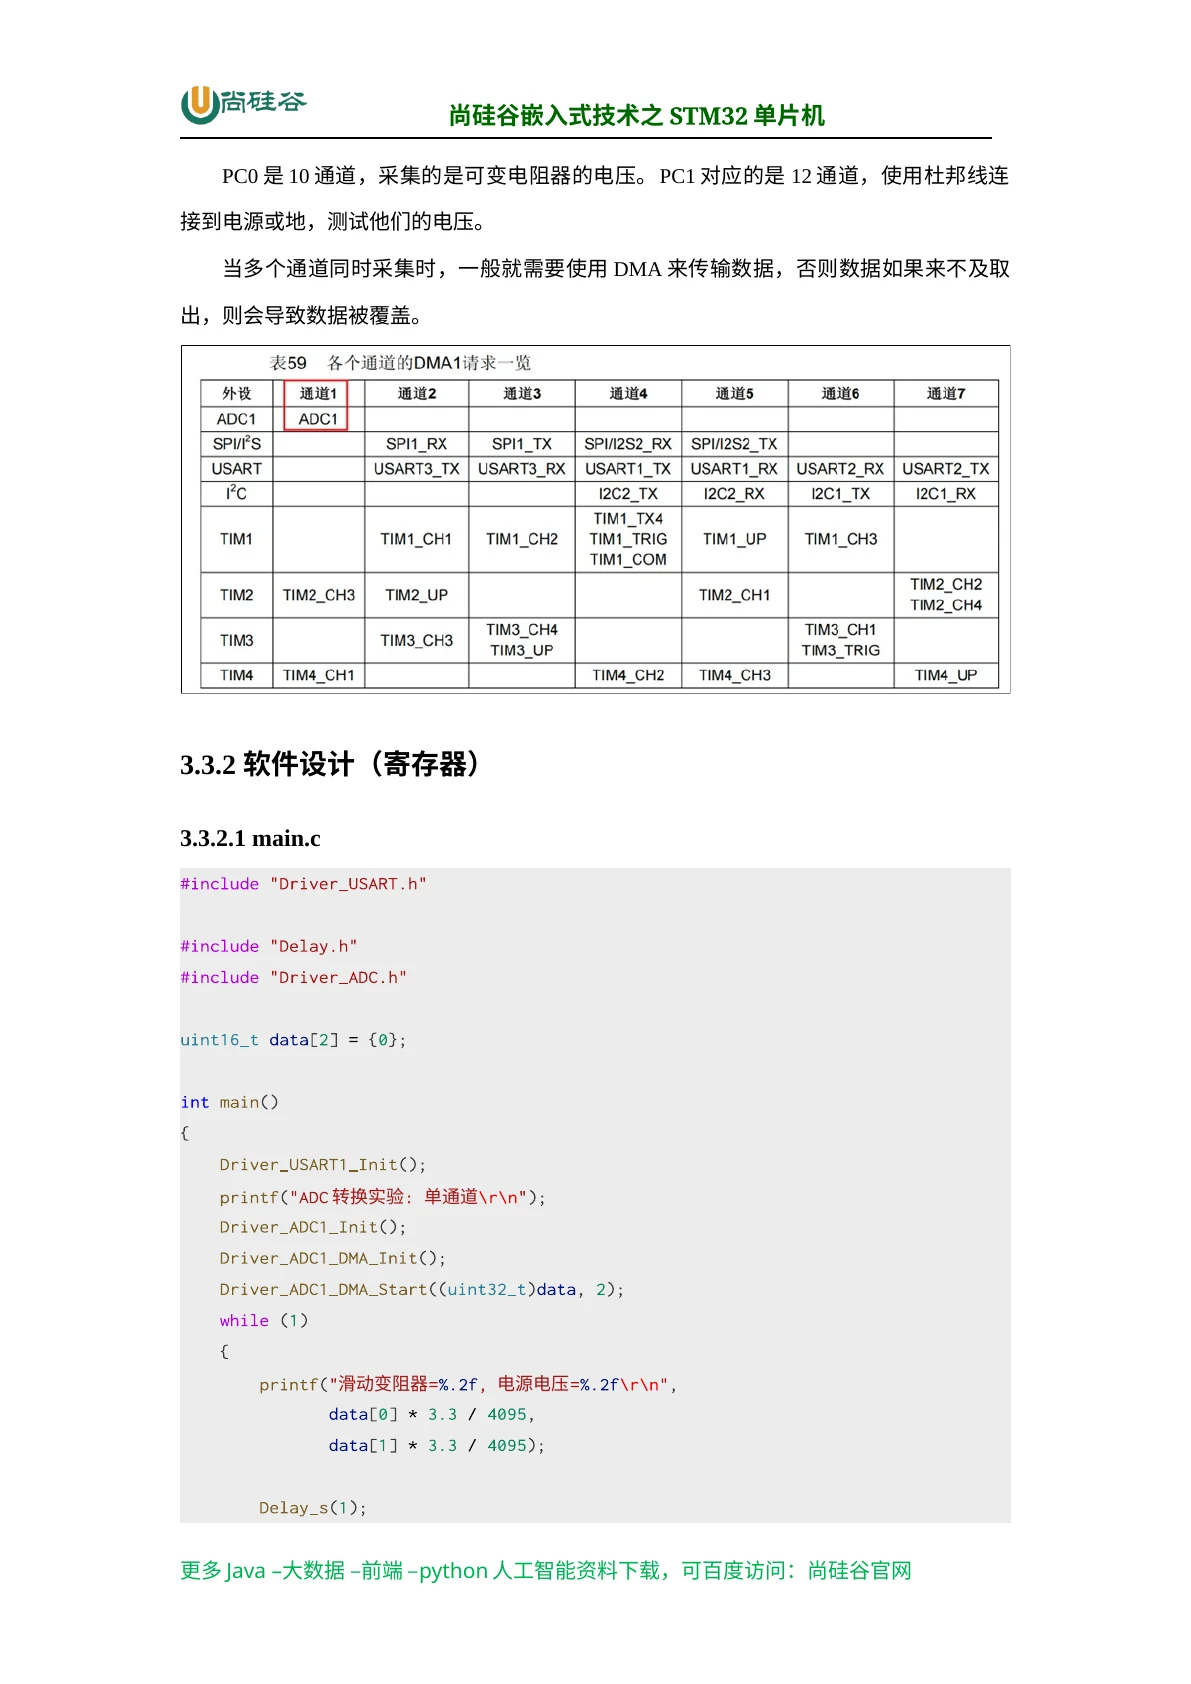 尚硅谷
尚硅谷嵌入式技术之 STM32 单片机
PC0 是 10 通道，采集的是可变电阻器的电压。PC1 对应的是 12 通道，使用杜邦线连
接到电源或地，测试他们的电压。
当多个通道同时采集时，一般就需要使用 DMA 来传输数据，否则数据如果来不及取
出，则会导致数据被覆盖。
表59 各个通道的DMA1请求一览
外设 通道1 通道2 通道3 通道4 通道5 通道6 通道7
ADC1 ADC1
SPI/I²S SPI1_RX SPI1_TX SPI/I2S2_RX SPI/I2S2_TX
USART USART3_TX USART3_RX USART1_TX USART1_RX USART2_RX USART2_TX
I²C I2C2_TX I2C2_RX I2C1_TX I2C1_RX
TIM1 TIM1_CH1 TIM1_CH2 TIM1_TX4 TIM1_TRIG TIM1_COM TIM1_UP TIM1_CH3
TIM2 TIM2_CH3 TIM2_UP TIM2_CH1 TIM2_CH2 TIM2_CH4
TIM3 TIM3_CH3 TIM3_CH4 TIM3_UP TIM3_CH1 TIM3_TRIG
TIM4 TIM4_CH1 TIM4_CH2 TIM4_CH3 TIM4_UP
3.3.2 软件设计（寄存器）
3.3.2.1 main.c
#include "Driver_USART.h"
#include "Delay.h"
#include "Driver_ADC.h"
uint16_t data[2] = {0};
int main()
{
    Driver_USART1_Init();
    printf("ADC 转换实验: 单通道\r\n");
    Driver_ADC1_Init();
    Driver_ADC1_DMA_Init();
    Driver_ADC1_DMA_Start((uint32_t)data, 2);
    while (1)
    {
        printf("滑动变阻器=%.2f, 电源电压=%.2f\r\n",
               data[0] * 3.3 / 4095,
               data[1] * 3.3 / 4095);
        Delay_s(1);
更多 Java –大数据 –前端 –python 人工智能资料下载，可百度访问：尚硅谷官网